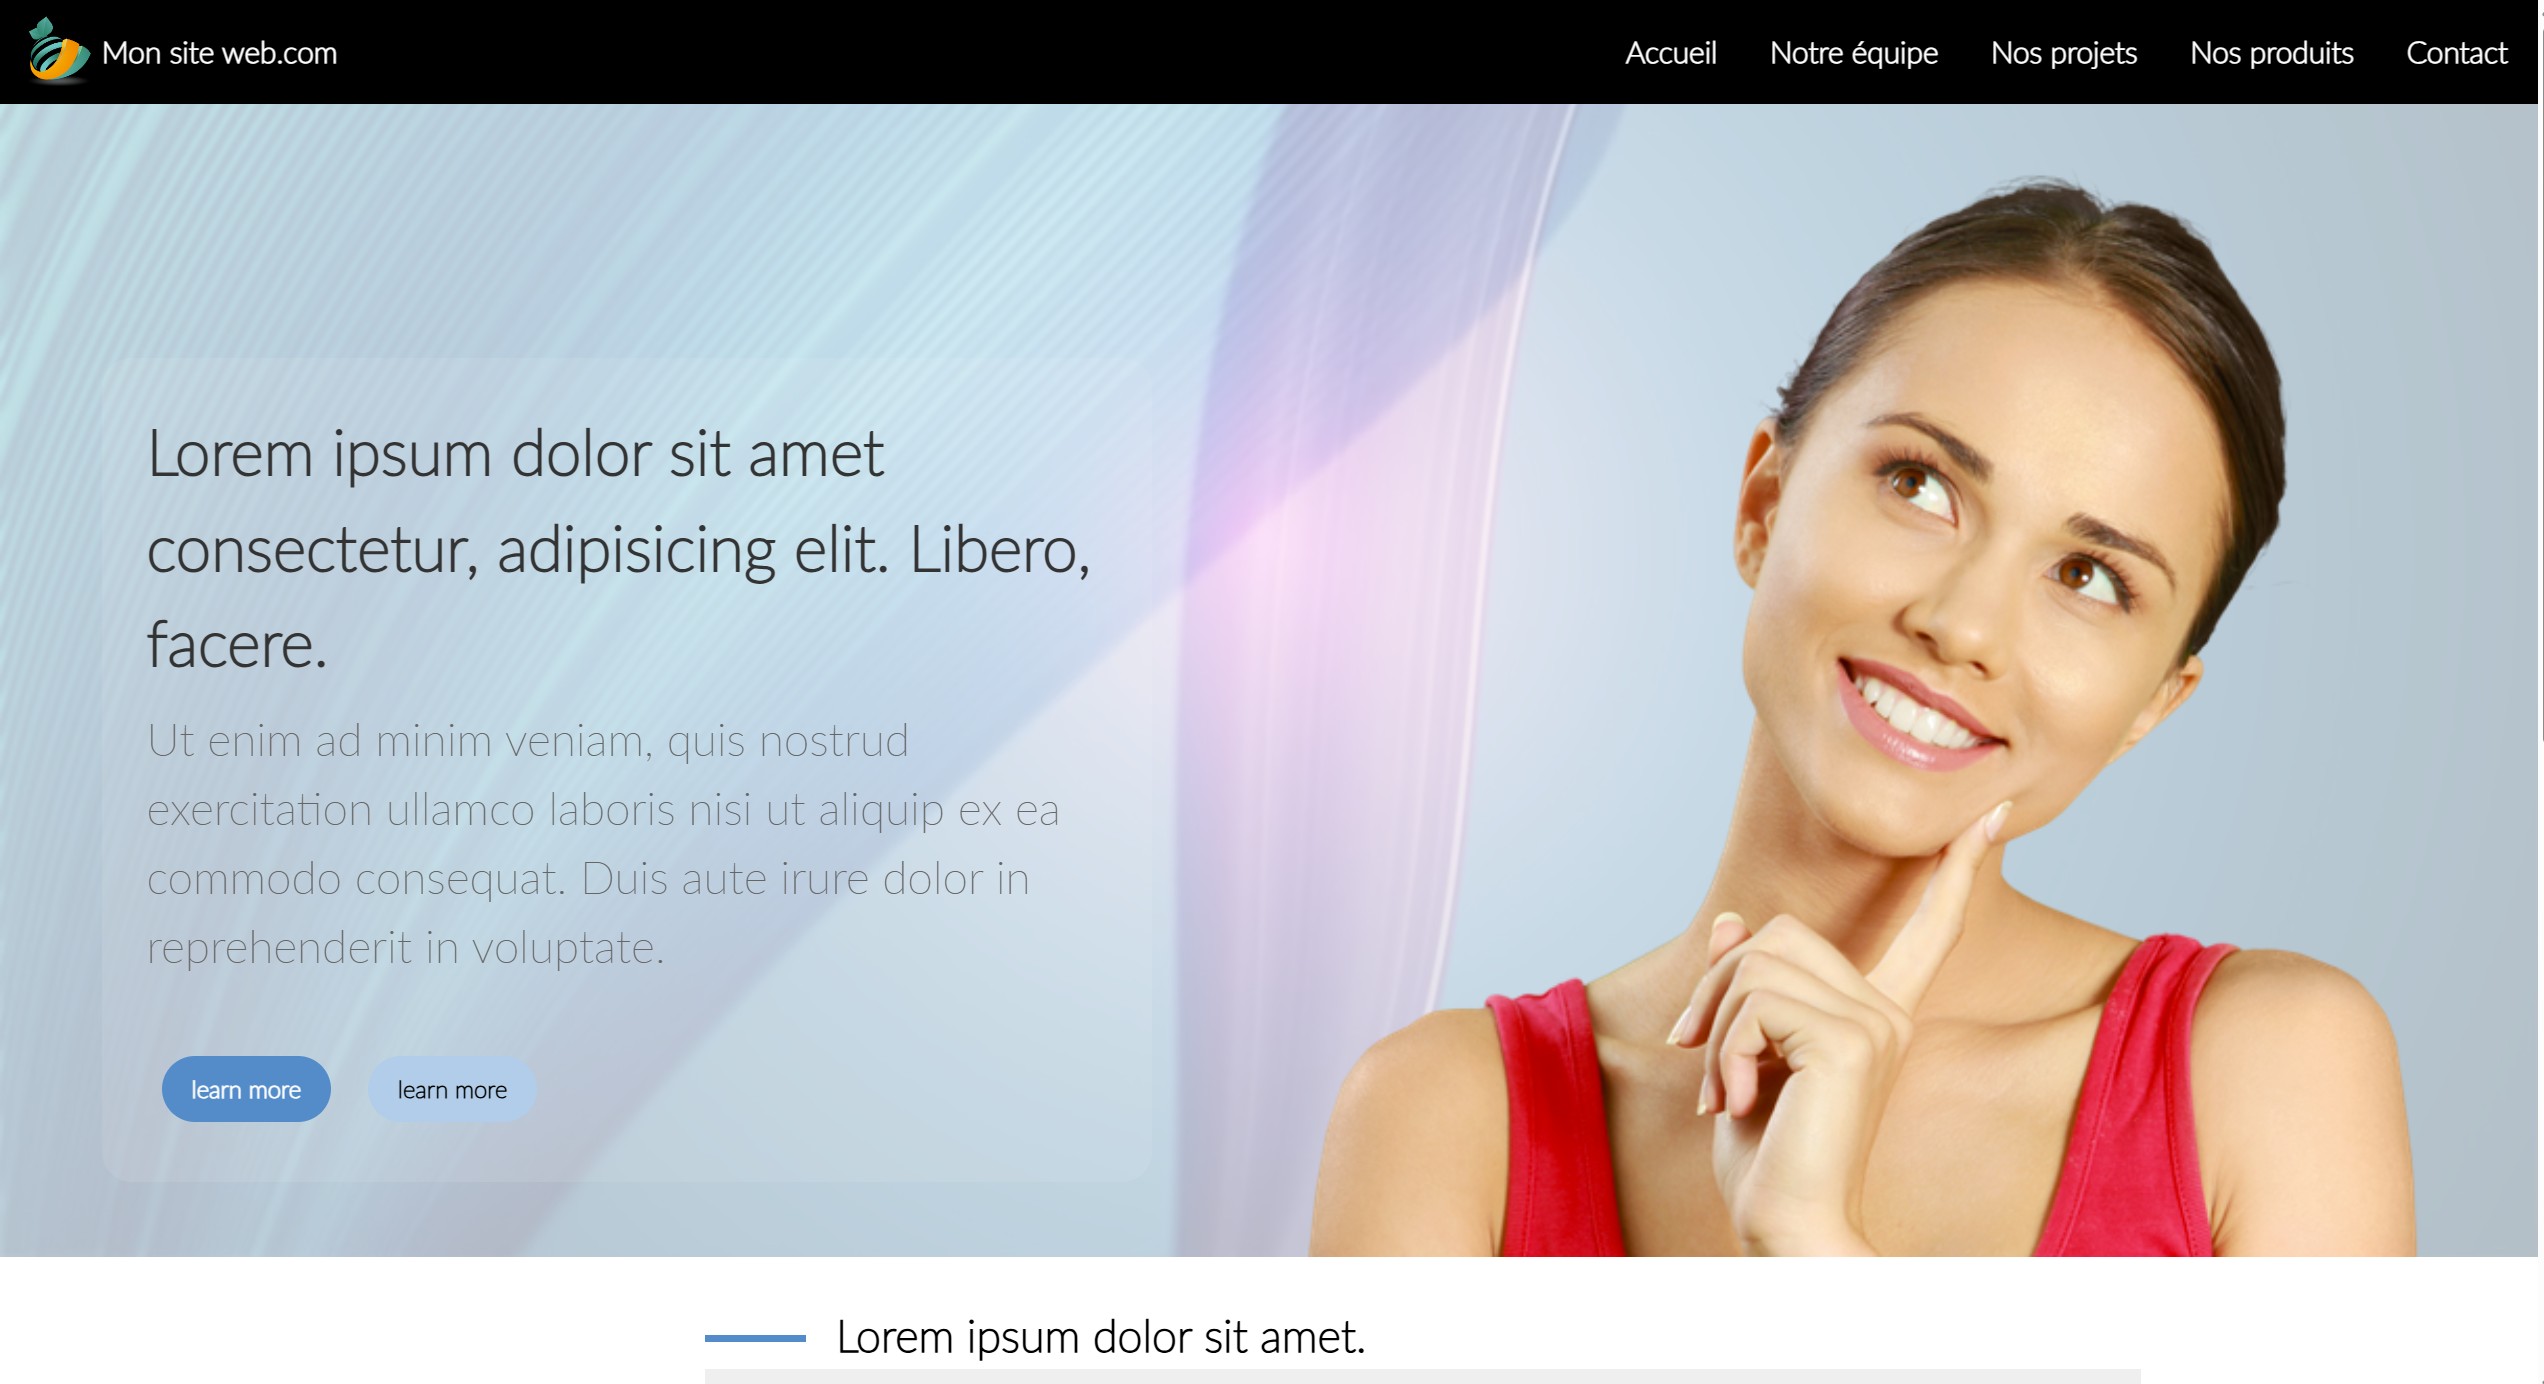 Mon site web.com
Accueil Notre équipe Nos projets Nos produits Contact
Lorem ipsum dolor sit amet
consectetur, adipisicing elit. Libero,
facere.
Ut enim ad minim veniam, quis nostrud
exercitation ullamco laboris nisi ut aliquip ex ea
commodo consequat. Duis aute irure dolor in
reprehenderit in voluptate.
learn more learn more
Lorem ipsum dolor sit amet.